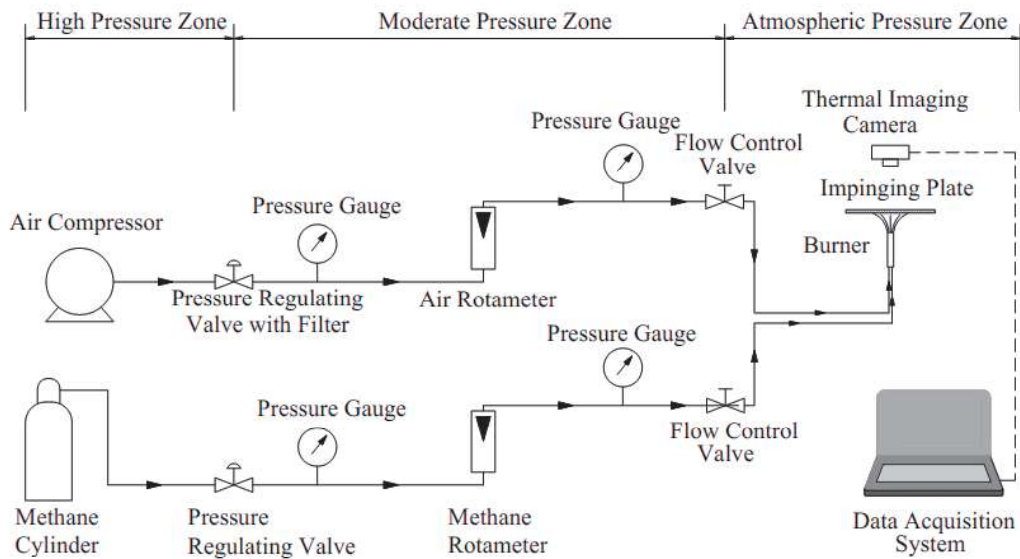 High Pressure Zone
Moderate Pressure Zone
Atmospheric Pressure Zone
Thermal Imaging
Camera
Pressure Gauge
Flow Control
Valve
Impinging Plate
Air Compressor
Pressure Gauge
Burner
Pressure Regulating
Valve with Filter
Air Rotameter
Pressure Gauge
Pressure Gauge
Flow Control
Valve
Methane
Cylinder
Pressure
Regulating Valve
Methane
Rotameter
Data Acquisition
System